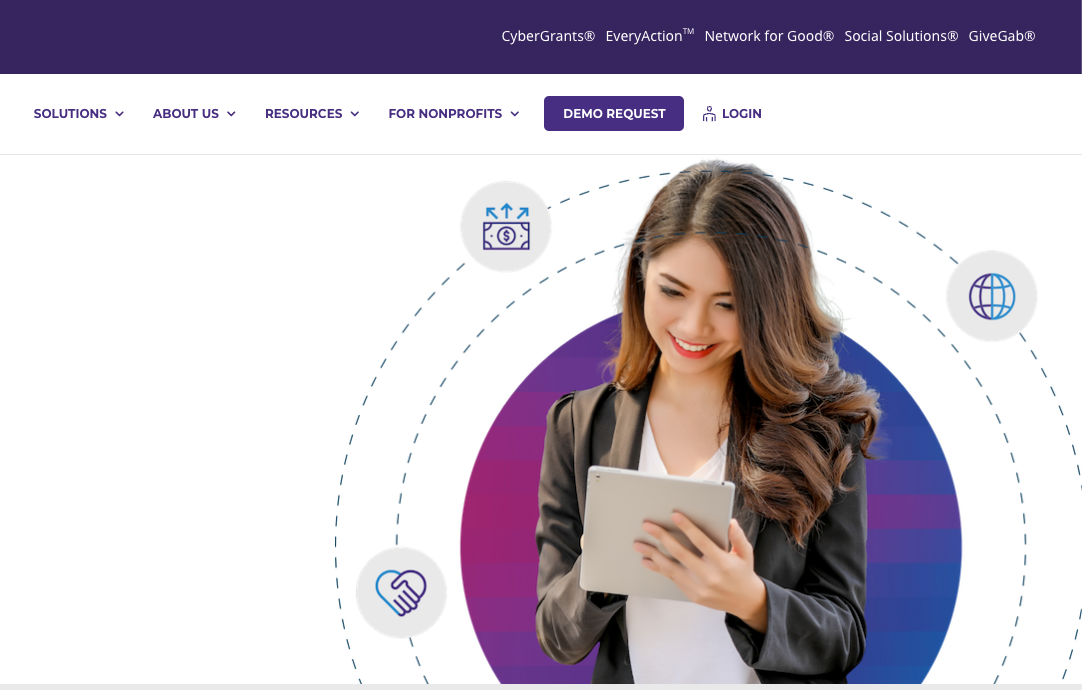 CyberGrants® EveryAction™ Network for Good® Social Solutions® GiveGab®
SOLUTIONS ABOUT US RESOURCES FOR NONPROFITS DEMO REQUEST LOGIN
$